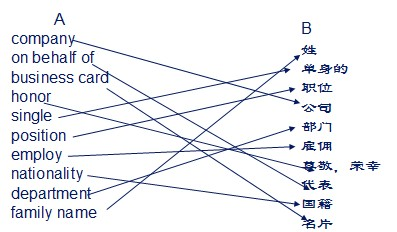 A
company
on behalf of
business card
honor
single
position
employ
nationality
department
family name
B
姓
单身的
职位
公司
部门
雇佣
尊敬，荣幸
代表
国籍
名片